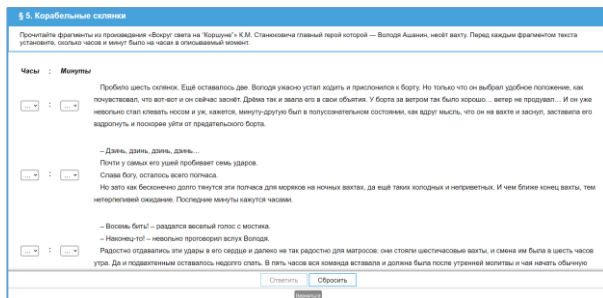 § 5. Корабельные склянки
Прочитайте фрагменты из произведения «Вокруг света на "Коршуне"» К.М. Станюковича главный герой которой — Володя Ашанин, несёт вахту. Перед каждым фрагментом текста
установите, сколько часов и минут было на часах в описываемый момент.
Часы : Минуты
Пробило шесть склянок. Ещё оставалось две. Володя ужасно устал ходить и прислонился к борту. Но только что он выбрал удобное положение, как
... : ... почувствовал, что вот-вот и он сейчас заснёт. Дрёма так и звала его в свои объятия. У борта за ветром так было хорошо... ветер не продувал... И он уже
невольно стал клевать носом и уж, кажется, минуту-другую был в полусознательном состоянии, как вдруг мысль, что он на вахте и заснул, заставила его
вздрогнуть и поскорее уйти от предательского борта.
– Дзинь, дзинь, дзинь, дзинь...
Почти у самых его ушей пробивает семь ударов.
... : ... Слава богу, осталось всего полчаса.
Но зато как бесконечно долго тянутся эти полчаса для моряков на ночных вахтах, да ещё таких холодных и неприветных. И чем ближе конец вахты, тем
нетерпеливей ожидание. Последние минуты кажутся часами.
– Восемь бить! – раздался веселый голос с мостика.
– Наконец-то! – невольно проговорил вслух Володя.
... : ... Радостно отдавались эти удары в его сердце и далеко не так радостно для матросов: они стояли шестичасовые вахты, и смена им была в шесть часов
утра. Да и подвахтенным оставалось недолго спать. В пять часов вся команда вставала и должна была после утренней молитвы и чая начать обычную
Ответить Сбросить